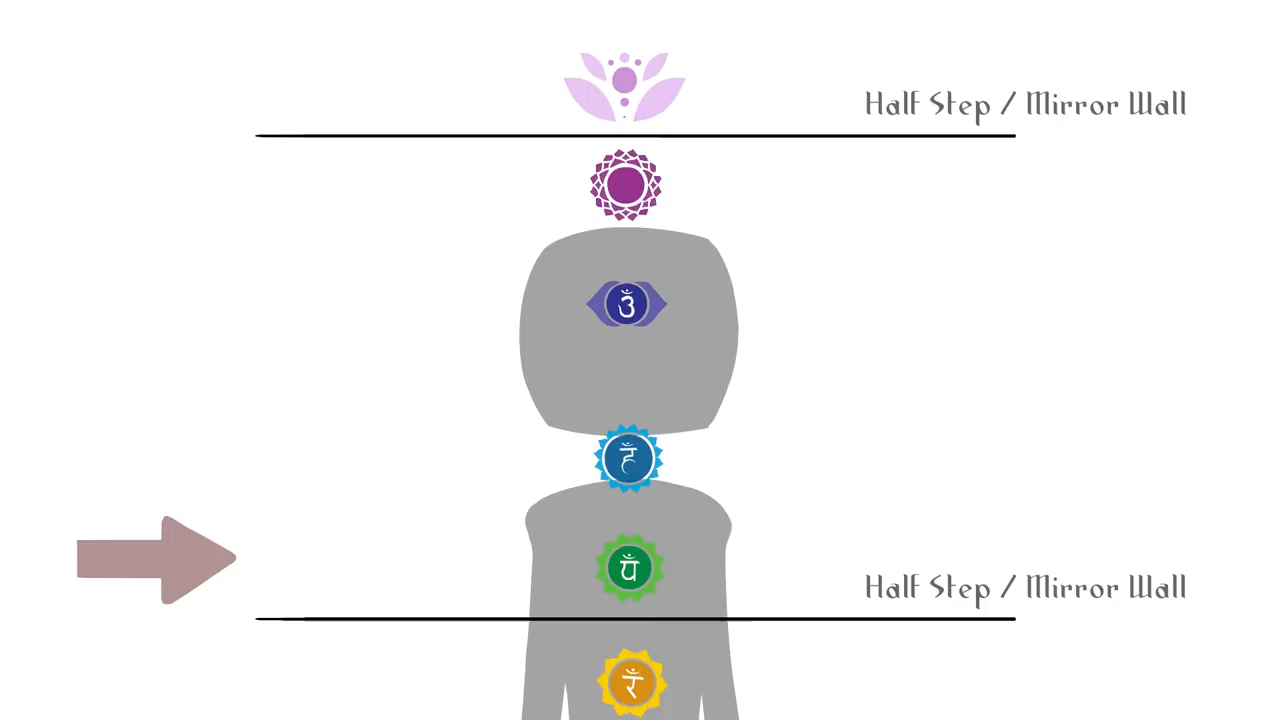 Half Step / Mirror Wall
ॐ
हँ
Half Step / Mirror Wall
यँ
रँ